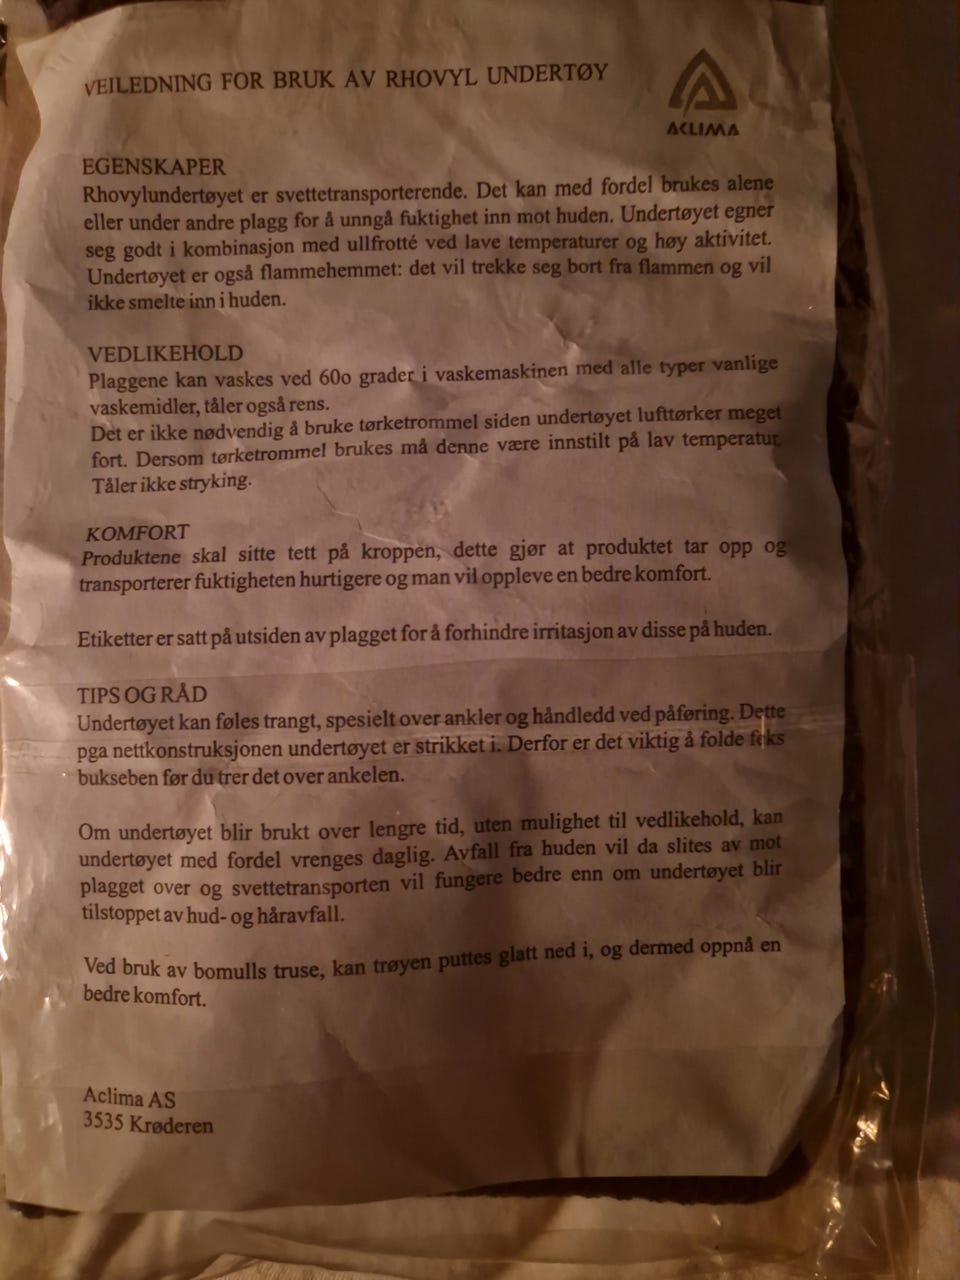 VEILEDNING FOR BRUK AV RHOVYL UNDERTØY
ACLIMA
EGENSKAPER
Rhovylundertøyet er svettetransporterende. Det kan med fordel brukes alene
eller under andre plagg for å unngå fuktighet inn mot huden. Undertøyet egner
seg godt i kombinasjon med ullfrotté ved lave temperaturer og høy aktivitet.
Undertøyet er også flammehemmet: det vil trekke seg bort fra flammen og vil
ikke smelte inn i huden.
VEDLIKEHOLD
Plaggene kan vaskes ved 60o grader i vaskemaskinen med alle typer vanlige
vaskemidler, tåler også rens.
Det er ikke nødvendig å bruke tørketrommel siden undertøyet lufttørker meget
fort. Dersom tørketrommel brukes må denne være innstilt på lav temperatur.
Tåler ikke stryking.
KOMFORT
Produktene skal sitte tett på kroppen, dette gjør at produktet tar opp og
transporterer fuktigheten hurtigere og man vil oppleve en bedre komfort.
Etiketter er satt på utsiden av plagget for å forhindre irritasjon av disse på huden.
TIPS OG RÅD
Undertøyet kan føles trangt, spesielt over ankler og håndledd ved påføring. Dette
pga nettkonstruksjonen undertøyet er strikket i. Derfor er det viktig å folde feks
bukseben før du trer det over ankelen.
Om undertøyet blir brukt over lengre tid, uten mulighet til vedlikehold, kan
undertøyet med fordel vrenges daglig. Avfall fra huden vil da slites av mot
plagget over og svettetransporten vil fungere bedre enn om undertøyet blir
tilstoppet av hud- og håravfall.
Ved bruk av bomulls truse, kan trøyen puttes glatt ned i, og dermed oppnå en
bedre komfort.
Aclima AS
3535 Krøderen